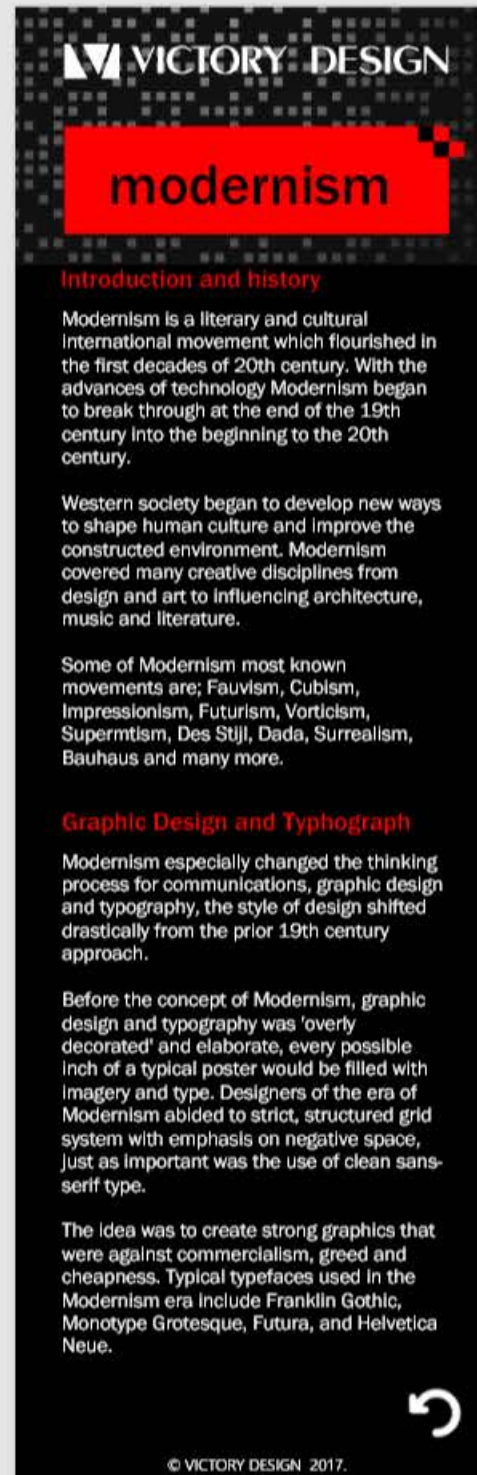 VICTORY DESIGN
modernism
Introduction and history
Modernism is a literary and cultural
international movement which flourished in
the first decades of 20th century. With the
advances of technology Modernism began
to break through at the end of the 19th
century into the beginning to the 20th
century.
Western society began to develop new ways
to shape human culture and improve the
constructed environment. Modernism
covered many creative disciplines from
design and art to influencing architecture,
music and literature.
Some of Modernism most known
movements are; Fauvism, Cubism,
Impressionism, Futurism, Vorticism,
Supermtism, Des Stijl, Dada, Surrealism,
Bauhaus and many more.
Graphic Design and Typhograph
Modernism especially changed the thinking
process for communications, graphic design
and typography, the style of design shifted
drastically from the prior 19th century
approach.
Before the concept of Modernism, graphic
design and typography was 'overly
decorated' and elaborate, every possible
inch of a typical poster would be filled with
imagery and type. Designers of the era of
Modernism abided to strict, structured grid
system with emphasis on negative space,
just as important was the use of clean sans-
serif type.
The idea was to create strong graphics that
were against commercialism, greed and
cheapness. Typical typefaces used in the
Modernism era include Franklin Gothic,
Monotype Grotesque, Futura, and Helvetica
Neue.
© VICTORY DESIGN 2017.